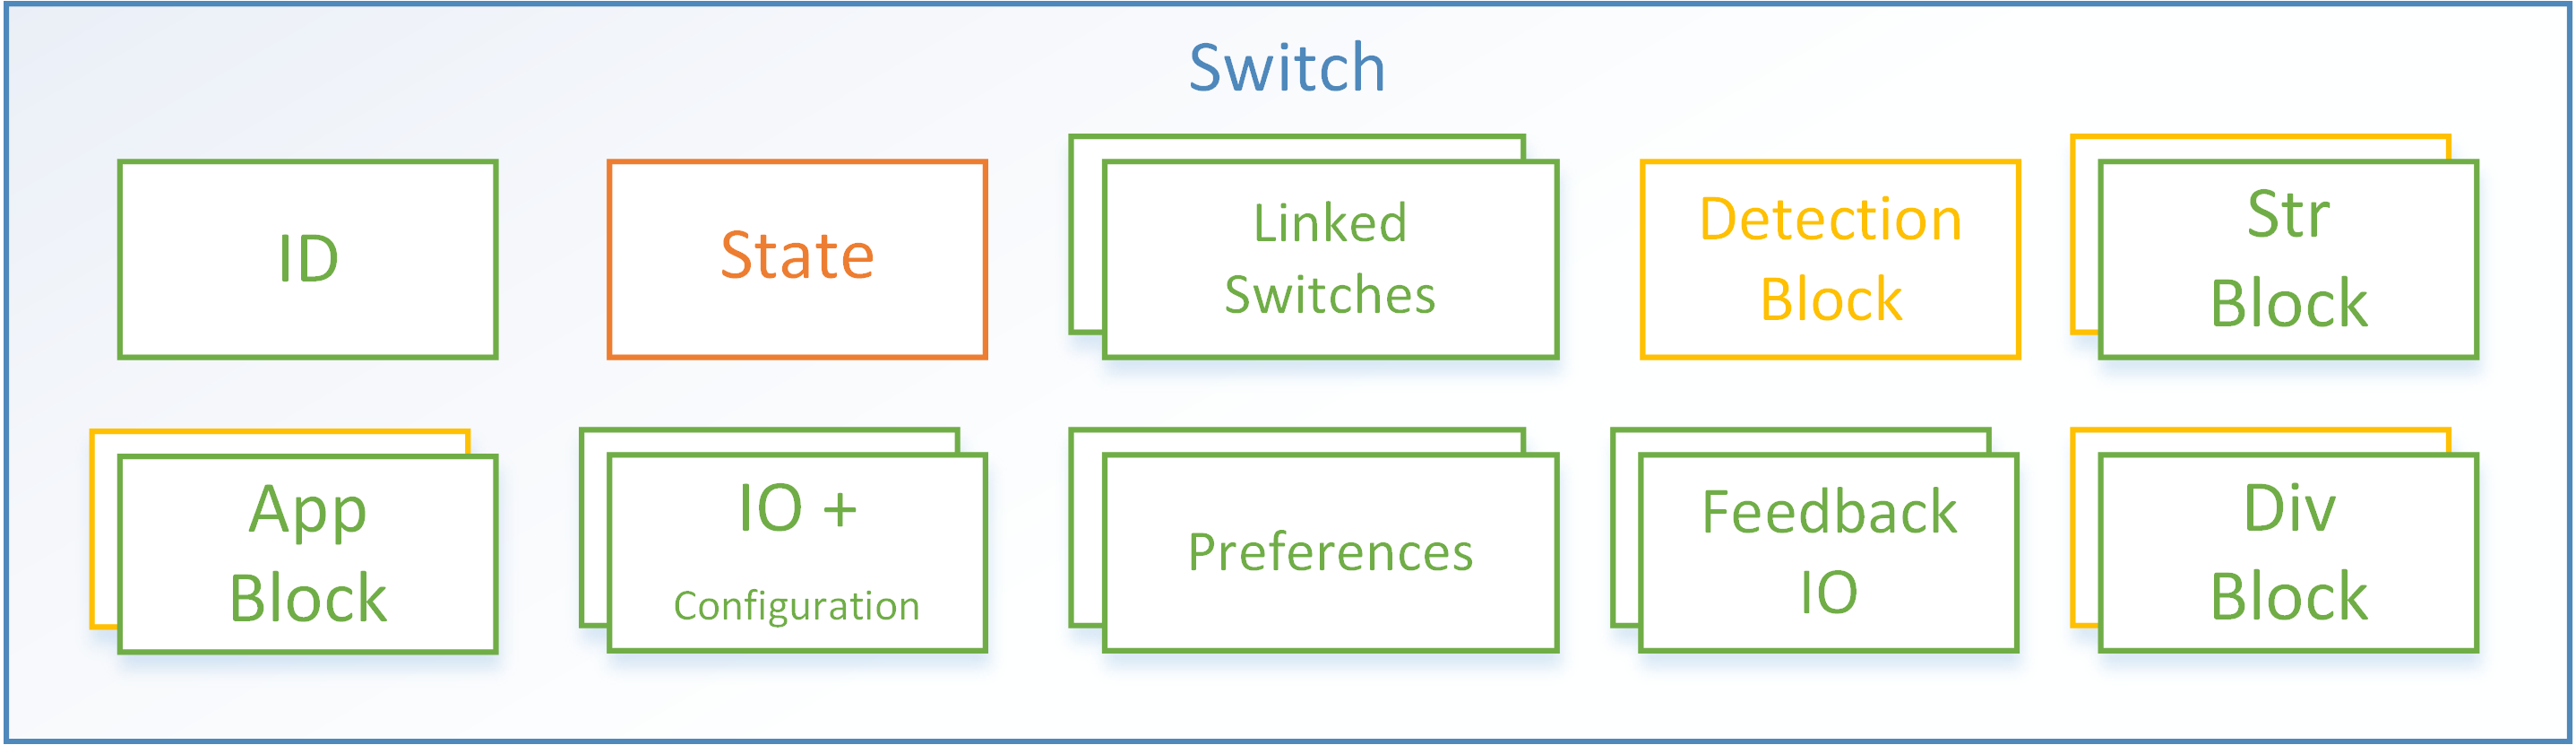 Switch
ID
State
Linked
Switches
Detection
Block
Str
Block
App
Block
IO +
Configuration
Preferences
Feedback
IO
Div
Block